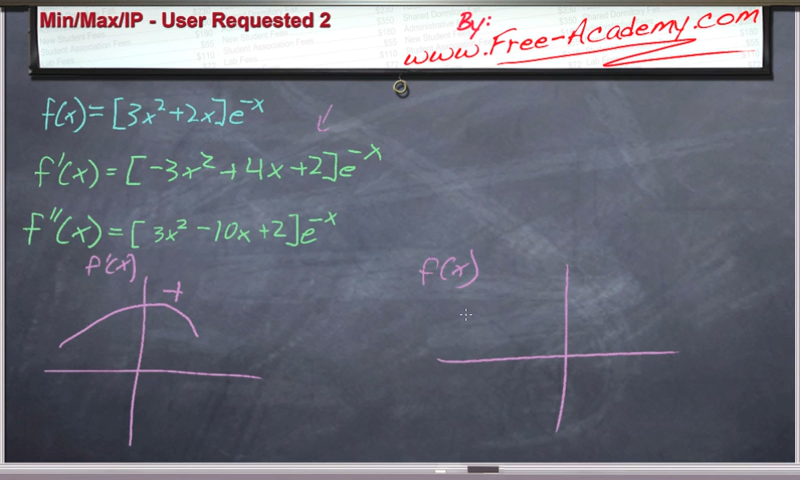 Min/Max/IP - User Requested 2
By:
www.Free-Academy.com
f(x)=[3x²+2x]e^-x
f'(x)=[-3x²+4x+2]e^-x
f''(x)=[3x²-10x+2]e^-x
f'(x)
+
f(x)